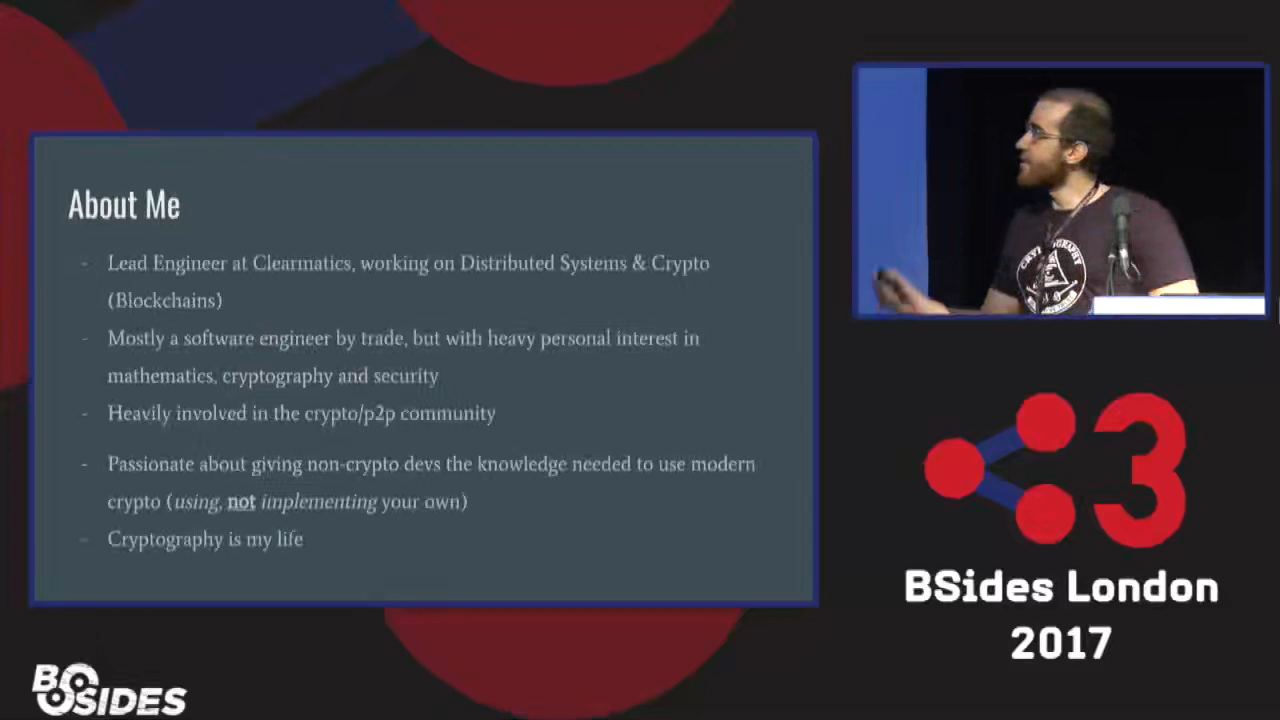 About Me
- Lead Engineer at Clearmatics, working on Distributed Systems & Crypto
(Blockchains)
- Mostly a software engineer by trade, but with heavy personal interest in
mathematics, cryptography and security
- Heavily involved in the crypto/p2p community
- Passionate about giving non-crypto devs the knowledge needed to use modern
crypto (using, not implementing your own)
- Cryptography is my life
3
BSides London
2017
BSIDES